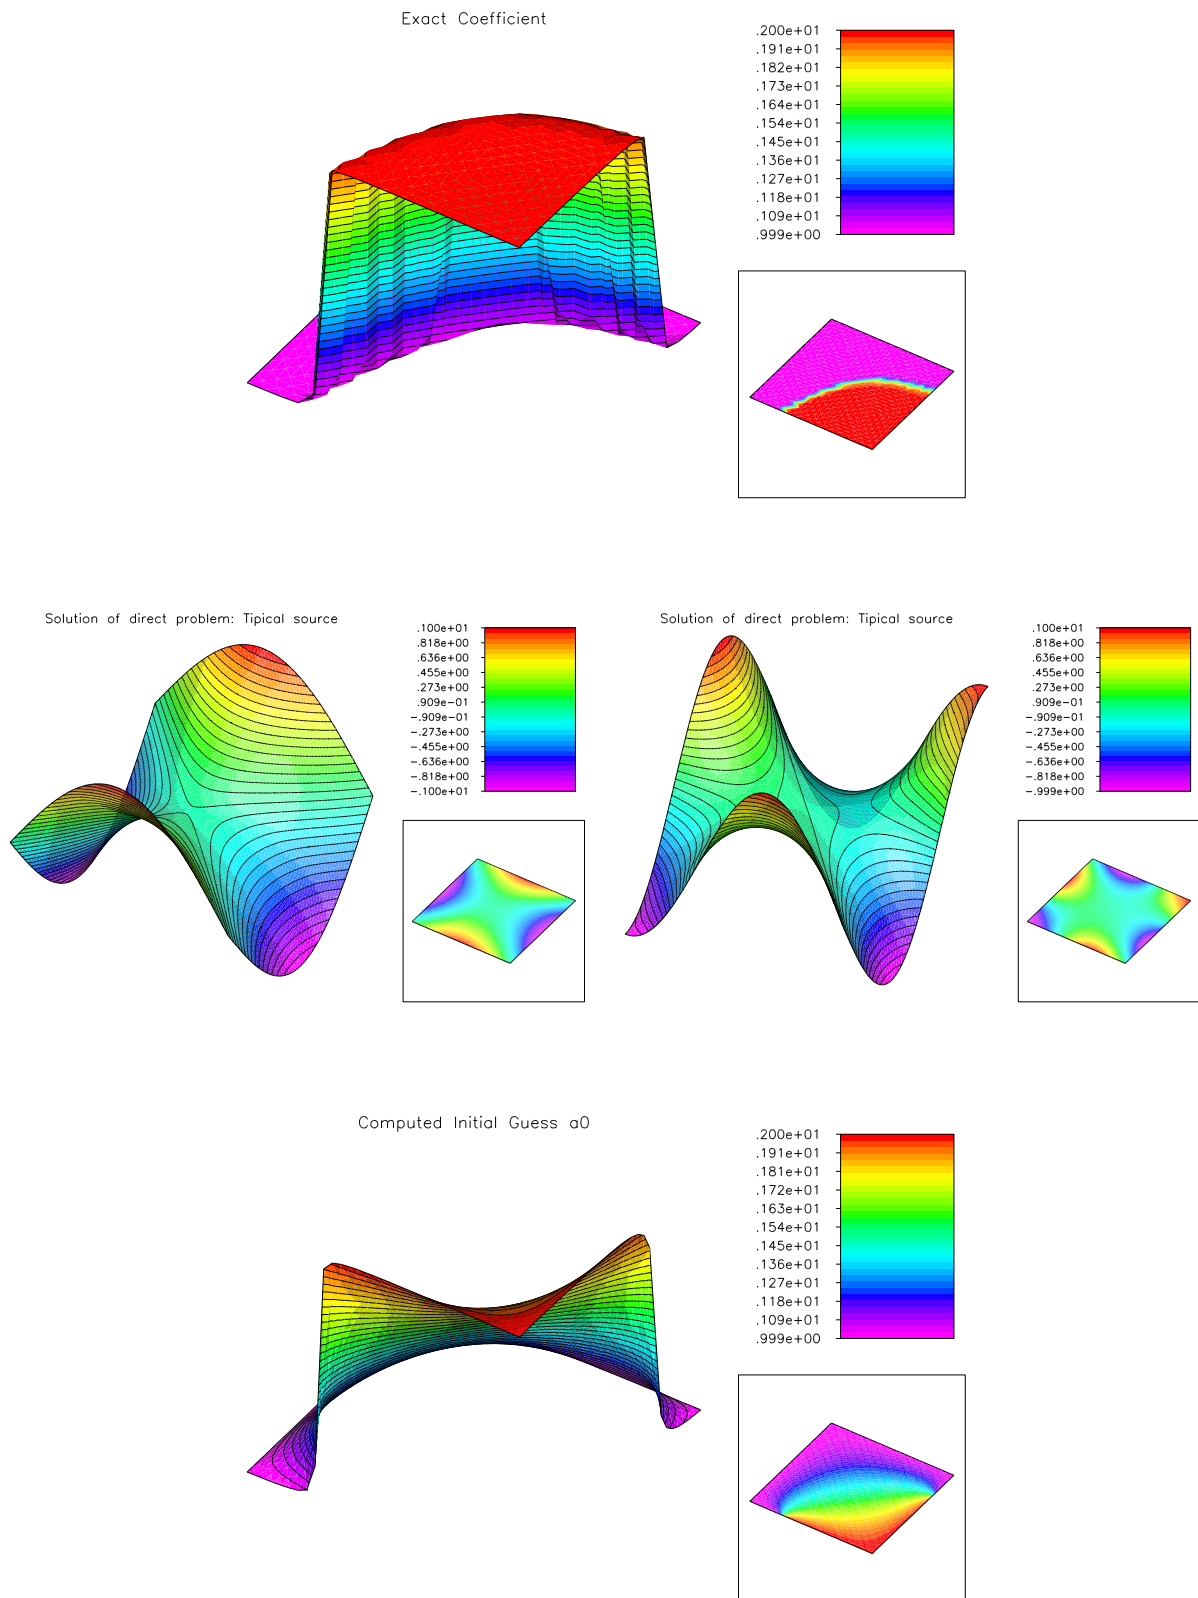 Exact Coefficient
.200e+01
.191e+01
.182e+01
.173e+01
.164e+01
.154e+01
.145e+01
.136e+01
.127e+01
.118e+01
.109e+01
.999e+00
Solution of direct problem: Tipical source
.100e+01
.818e+00
.636e+00
.455e+00
.273e+00
.909e-01
-.909e-01
-.273e+00
-.455e+00
-.636e+00
-.818e+00
-.100e+01
Solution of direct problem: Tipical source
.100e+01
.818e+00
.636e+00
.455e+00
.273e+00
.909e-01
-.909e-01
-.273e+00
-.455e+00
-.636e+00
-.818e+00
-.999e+00
Computed Initial Guess a0
.200e+01
.191e+01
.181e+01
.172e+01
.163e+01
.154e+01
.145e+01
.136e+01
.127e+01
.118e+01
.109e+01
.999e+00